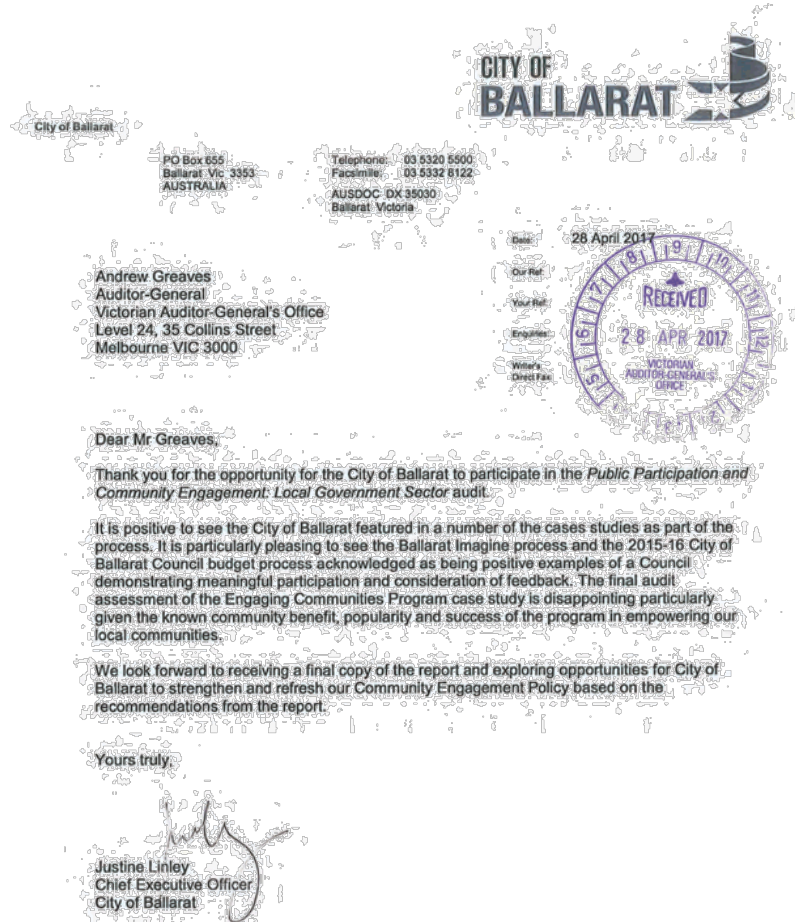 CITY OF
BALLARAT
City of Ballarat
PO Box 655
Ballarat Vic 3353
AUSTRALIA
Telephone: 03 5320 5500
Facsimile: 03 5332 8122
AUSDOC DX 35030
Ballarat Victoria
Date: 28 April 2017
Our Ref:
Your Ref:
Enquiries:
Writer's
Direct Fax:
5 6 7 8 9 10 11 12
RECEIVED
28 APR 2017
VICTORIAN
AUDITOR-GENERAL'S
OFFICE
Andrew Greaves
Auditor-General
Victorian Auditor-General's Office
Level 24, 35 Collins Street
Melbourne VIC 3000
Dear Mr Greaves,
Thank you for the opportunity for the City of Ballarat to participate in the Public Participation and
Community Engagement: Local Government Sector audit.
It is positive to see the City of Ballarat featured in a number of the cases studies as part of the
process. It is particularly pleasing to see the Ballarat Imagine process and the 2015-16 City of
Ballarat Council budget process acknowledged as being positive examples of a Council
demonstrating meaningful participation and consideration of feedback. The final audit
assessment of the Engaging Communities Program case study is disappointing particularly
given the known community benefit, popularity and success of the program in empowering our
local communities.
We look forward to receiving a final copy of the report and exploring opportunities for City of
Ballarat to strengthen and refresh our Community Engagement Policy based on the
recommendations from the report.
Yours truly,
Justine Linley
Chief Executive Officer
City of Ballarat